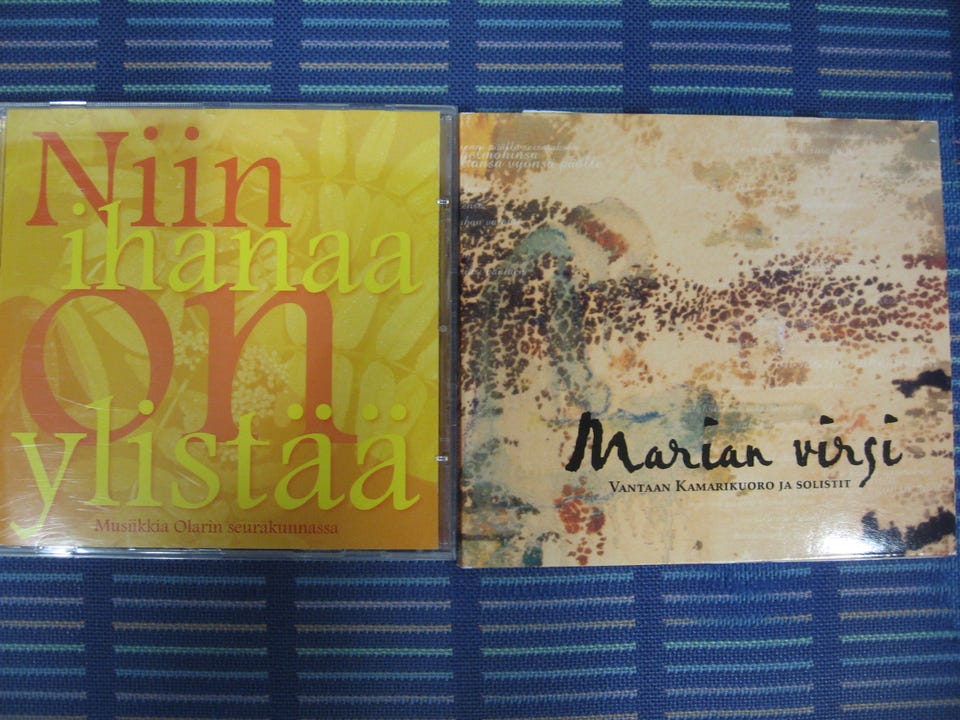 Niin
ihanaa
on
ylistää
Musiikkia Olarin seurakunnassa
Marian virsi
VANTAAN KAMARIKUORO JA SOLISTIT